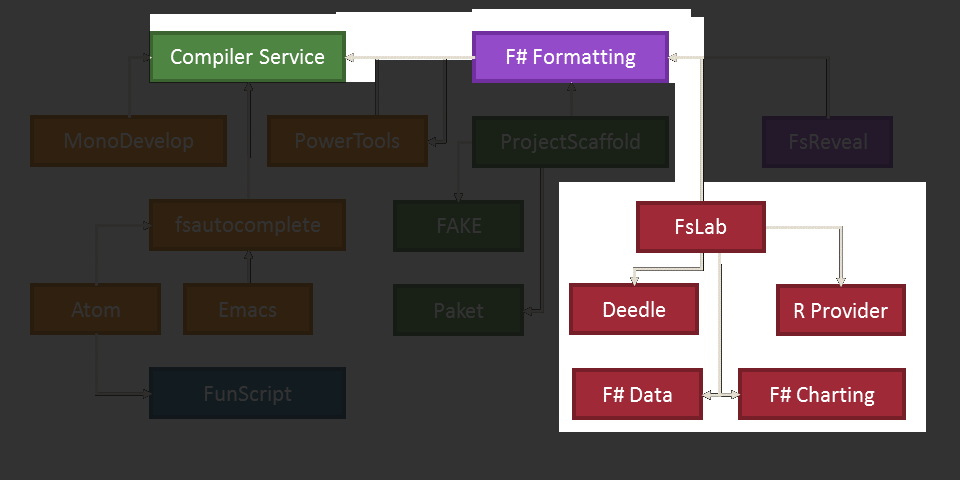 Compiler Service
F# Formatting
MonoDevelop
PowerTools
ProjectScaffold
FsReveal
fsautocomplete
FAKE
FsLab
Atom
Emacs
Paket
Deedle
R Provider
FunScript
F# Data
F# Charting